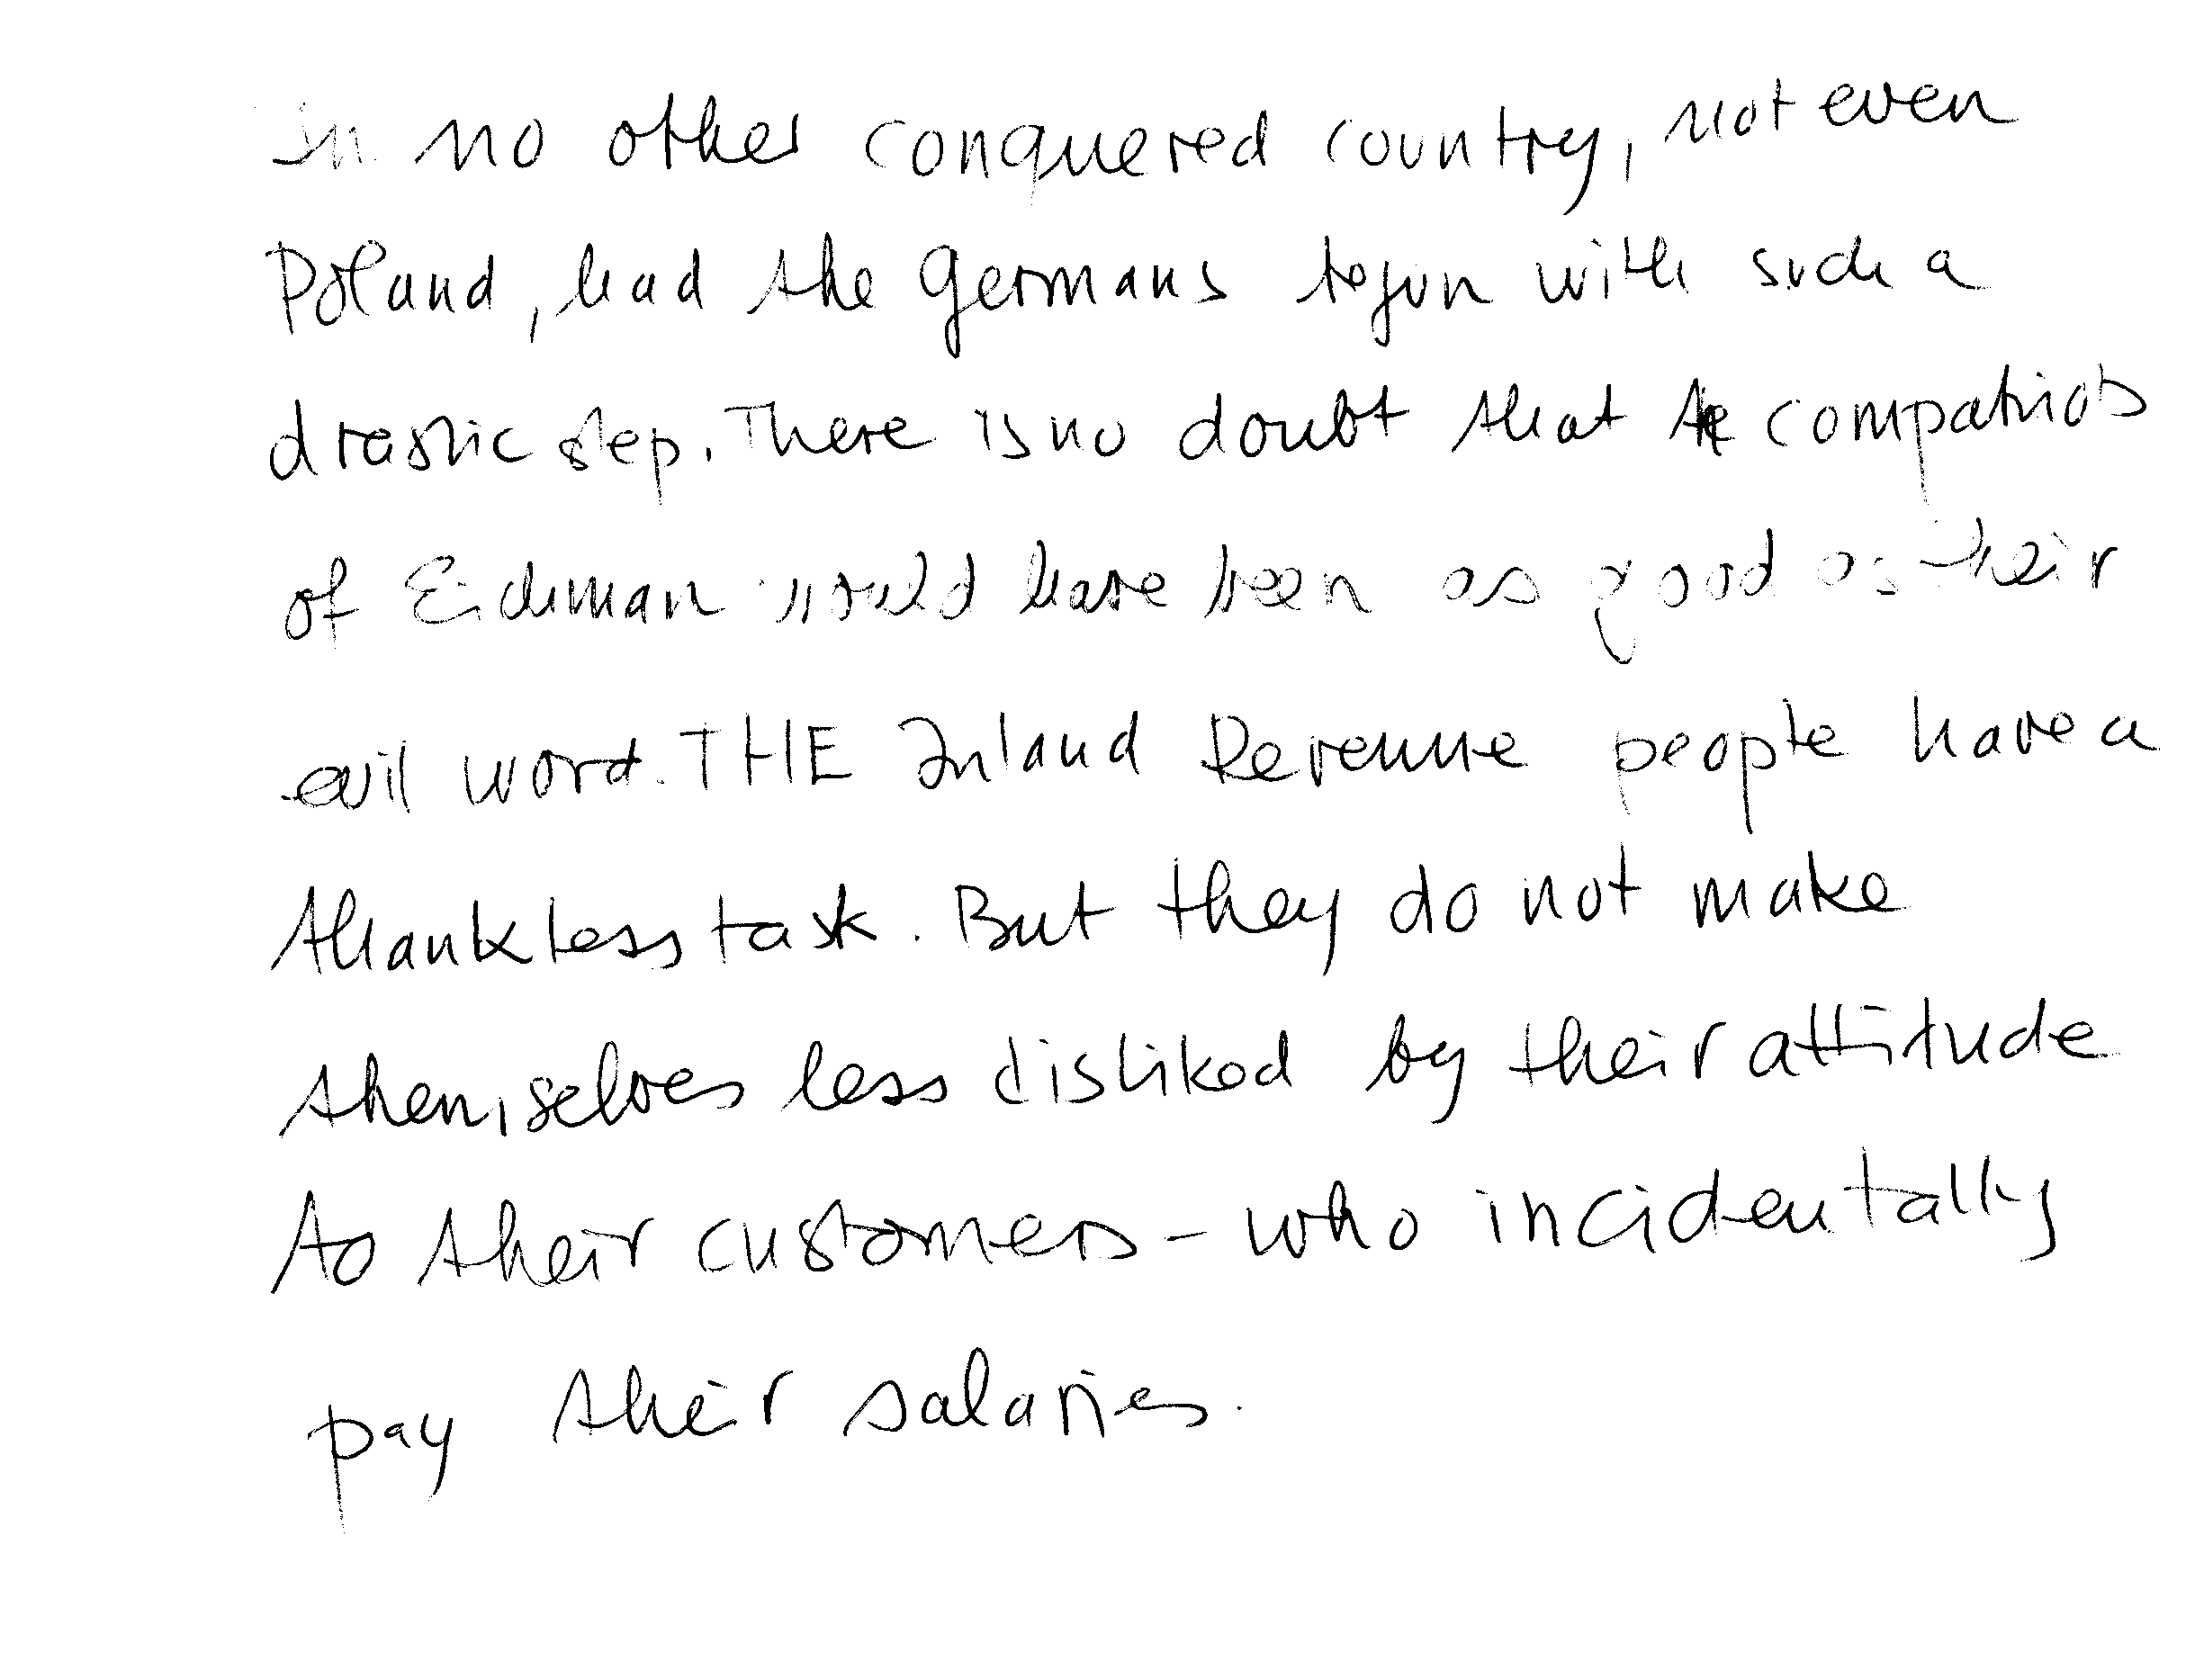 In no other conquered country, not even
Poland, had the Germans begun with such a
drastic step. There is no doubt that the compatriots
of Eichman would have been as good as their
evil word. THE Inland Revenue people have a
thankless task. But they do not make
themselves less disliked by their attitude
to their customers - who incidentally
pay their salaries.